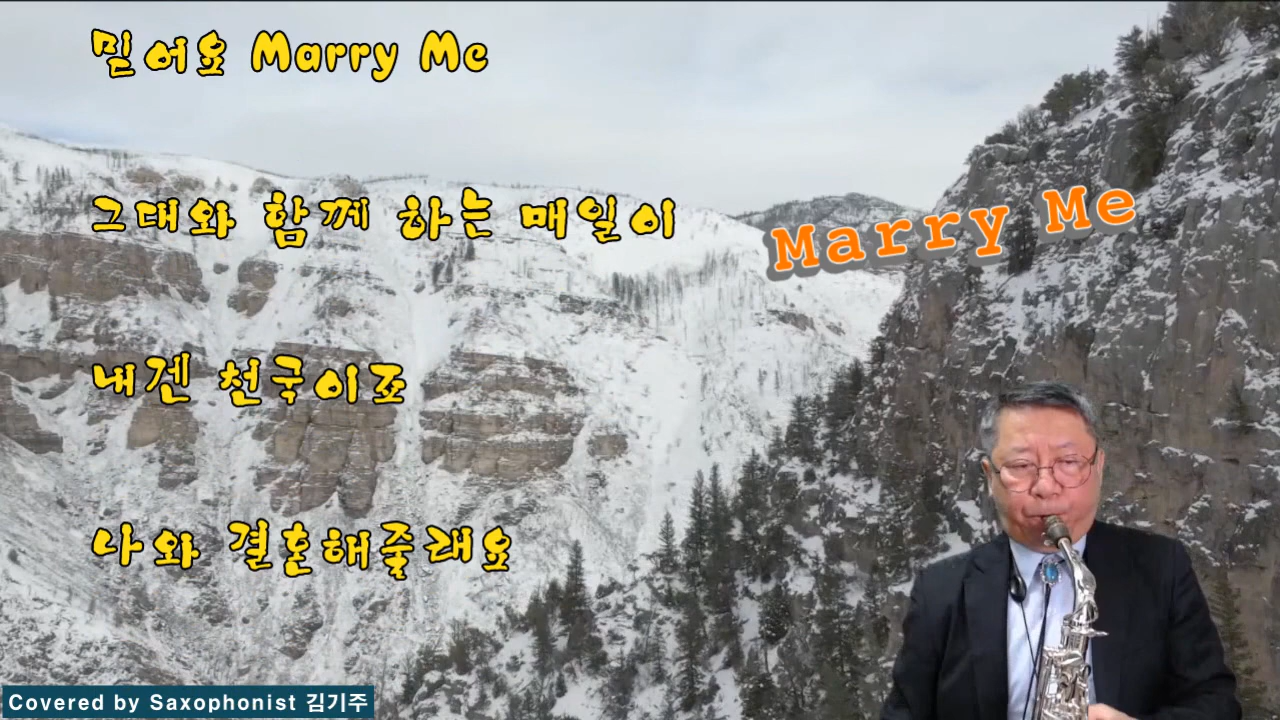 믿어요 Marry Me
그대와 함께 하는 매일이
Marry Me
내겐 천국이죠
나와 결혼해줄래요
Covered by Saxophonist 김기주